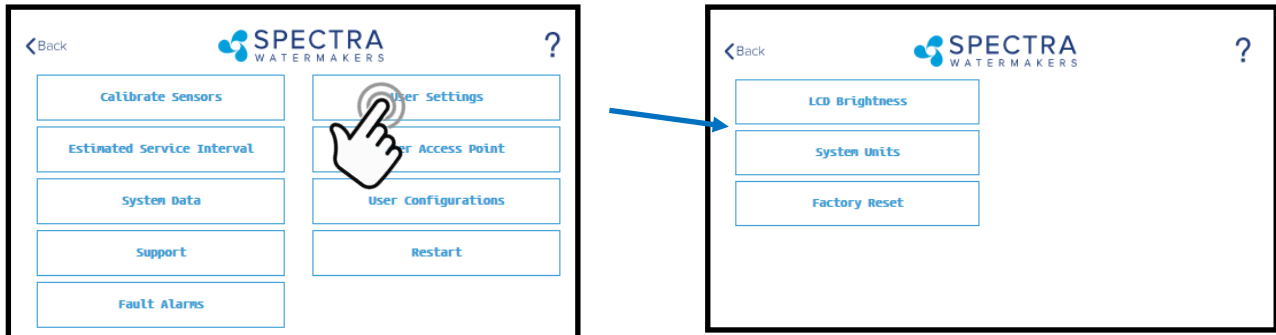 Back
SPECTRA
WATERMAKERS
?
Calibrate Sensors
User Settings
Estimated Service Interval
Access Point
System Data
User Configurations
Support
Restart
Fault Alarms
Back
SPECTRA
WATERMAKERS
?
LCD Brightness
System Units
Factory Reset